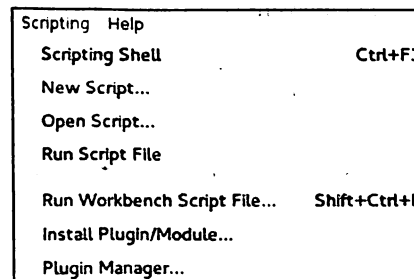 Scripting Help
Scripting Shell Ctrl+F
New Script...
Open Script...
Run Script File
Run Workbench Script File... Shift+Ctrl+
Install Plugin/Module...
Plugin Manager...